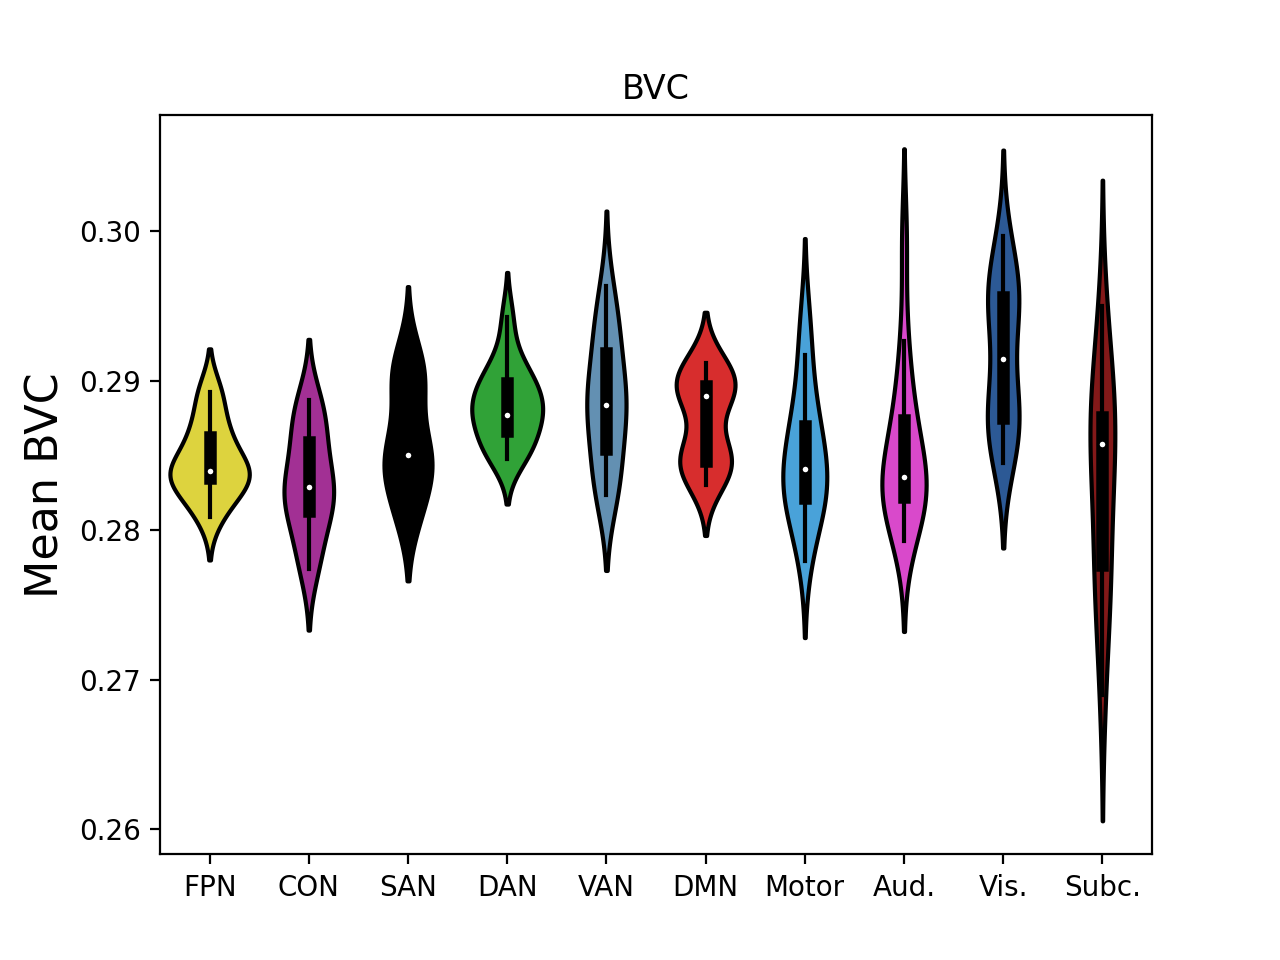 BVC
Mean BVC
0.30
0.29
0.28
0.27
0.26
FPN CON SAN DAN VAN DMN Motor Aud. Vis. Subc.